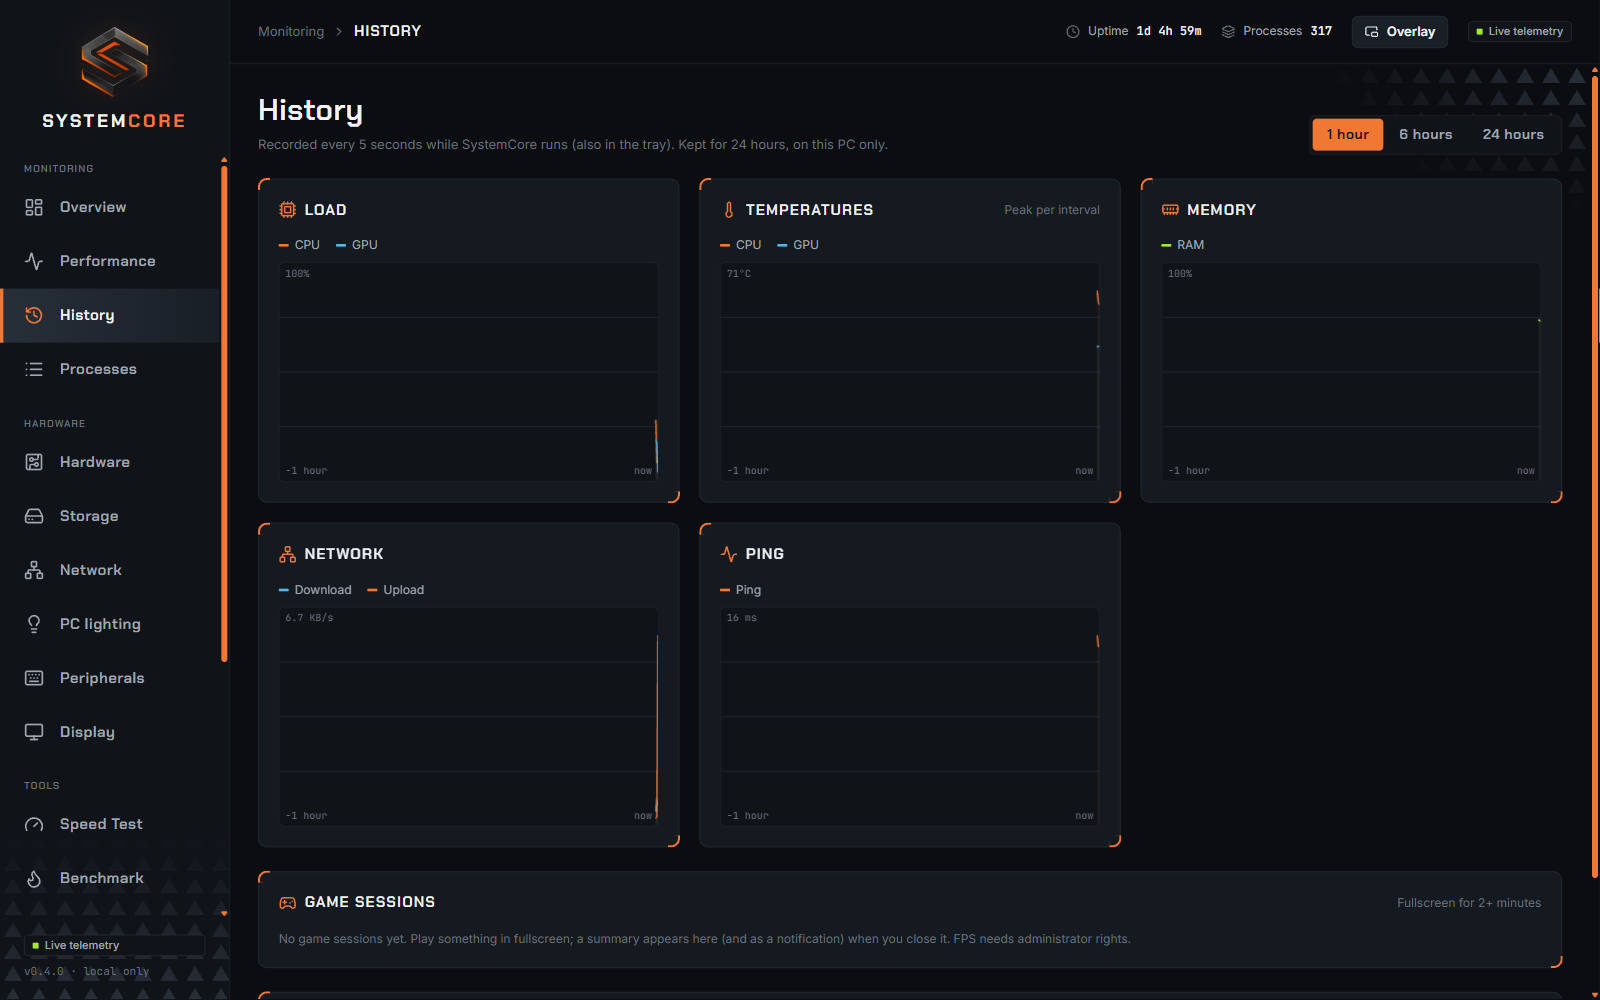 SYSTEMCORE
MONITORING
Overview
Performance
History
Processes
HARDWARE
Hardware
Storage
Network
PC lighting
Peripherals
Display
TOOLS
Speed Test
Benchmark
Live telemetry
v0.4.0 · local only
Monitoring > HISTORY
Uptime 1d 4h 59m
Processes 317
Overlay
Live telemetry
History
Recorded every 5 seconds while SystemCore runs (also in the tray). Kept for 24 hours, on this PC only.
1 hour
6 hours
24 hours
LOAD
CPU GPU
100%
-1 hour now
TEMPERATURES
Peak per interval
CPU GPU
71°C
-1 hour now
MEMORY
RAM
100%
-1 hour now
NETWORK
Download Upload
6.7 KB/s
-1 hour now
PING
Ping
16 ms
-1 hour now
GAME SESSIONS
Fullscreen for 2+ minutes
No game sessions yet. Play something in fullscreen; a summary appears here (and as a notification) when you close it. FPS needs administrator rights.